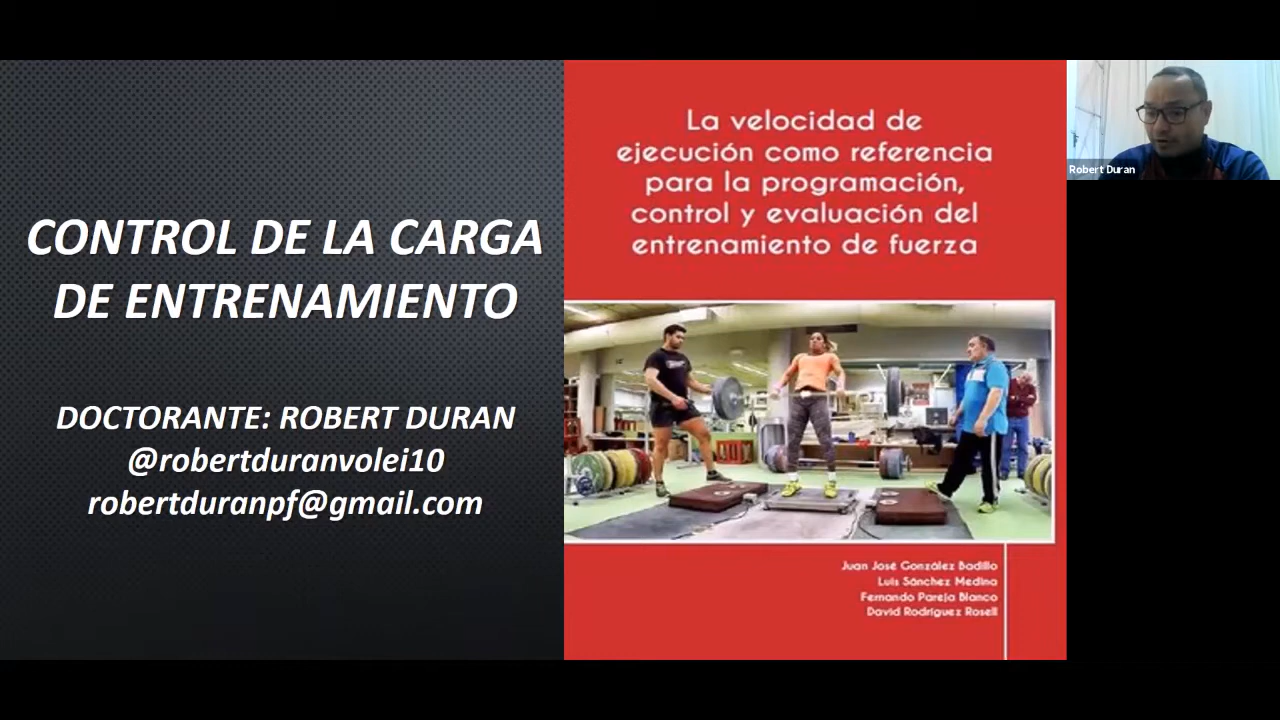 CONTROL DE LA CARGA
DE ENTRENAMIENTO
DOCTORANTE: ROBERT DURAN
@robertduranvolei10
robertduranpf@gmail.com
La velocidad de
ejecución como referencia
para la programación,
control y evaluación del
entrenamiento de fuerza
Juan José González Badillo
Luis Sánchez Medina
Fernando Pareja Blanco
David Rodríguez Rosell
Robert Duran